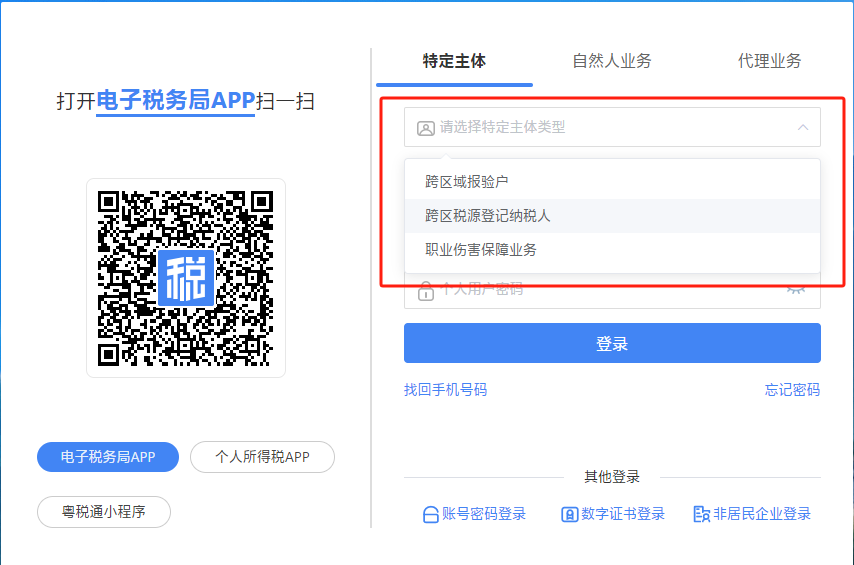 打开电子税务局APP扫一扫
税
电子税务局APP
个人所得税APP
粤税通小程序
特定主体
自然人业务
代理业务
请选择特定主体类型
跨区域报验户
跨区税源登记纳税人
职业伤害保障业务
个人用户密码
登录
找回手机号码
忘记密码
其他登录
账号密码登录
数字证书登录
非居民企业登录